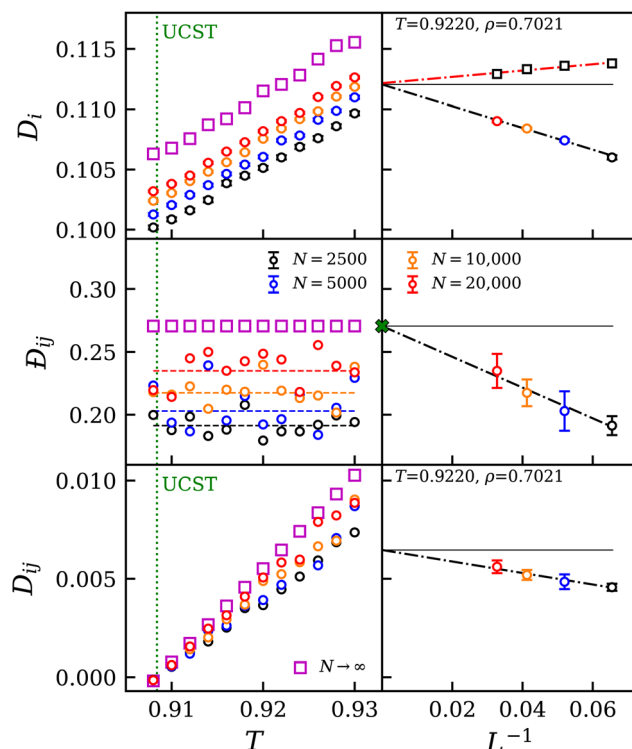 UCST
T=0.9220, ρ=0.7021
0.115
0.110
0.105
0.100
D_i
N = 2500
N = 5000
N = 10,000
N = 20,000
0.30
0.25
0.20
Đ_ij
UCST
T=0.9220, ρ=0.7021
0.010
0.005
0.000
D_ij
N → ∞
0.91 0.92 0.93
0.02 0.04 0.06
T
L⁻¹